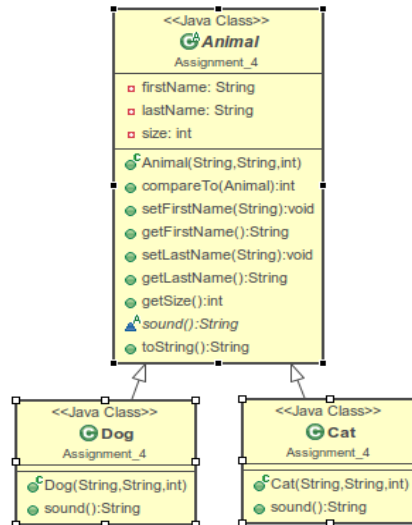 <<Java Class>>
Animal
Assignment_4
firstName: String
lastName: String
size: int
Animal(String,String,int)
compareTo(Animal):int
setFirstName(String):void
getFirstName():String
setLastName(String):void
getLastName():String
getSize():int
sound():String
toString():String
<<Java Class>>
Dog
Assignment_4
Dog(String,String,int)
sound():String
<<Java Class>>
Cat
Assignment_4
Cat(String,String,int)
sound():String